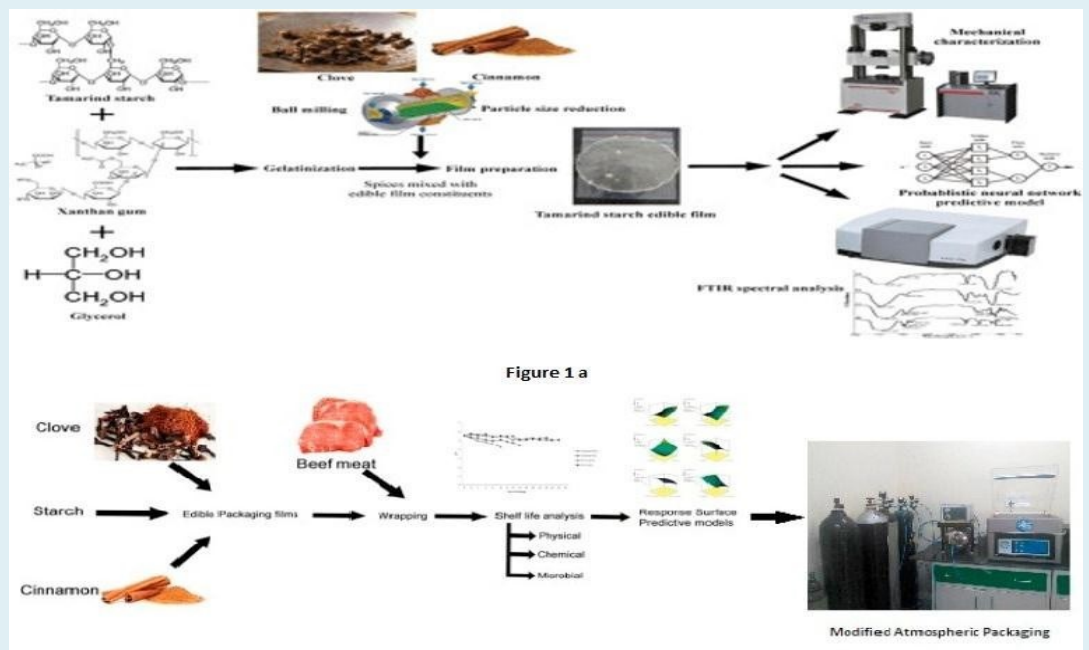 Tamarind starch
+
Xanthan gum
+
CH₂OH
H—C—OH
CH₂OH
Glycerol
Clove
Cinnamon
Ball milling
Particle size reduction
Gelatinization
Film preparation
Spices mixed with
edible film constituents
Tamarind starch edible film
Mechanical
characterization
Probablistic neural network
predictive model
FTIR spectral analysis
Figure 1 a
Clove
Starch
Cinnamon
Edible Packaging films
Beef meat
Wrapping
Shelf life analysis
Physical
Chemical
Microbial
Response Surface
Predictive models
Modified Atmospheric Packaging